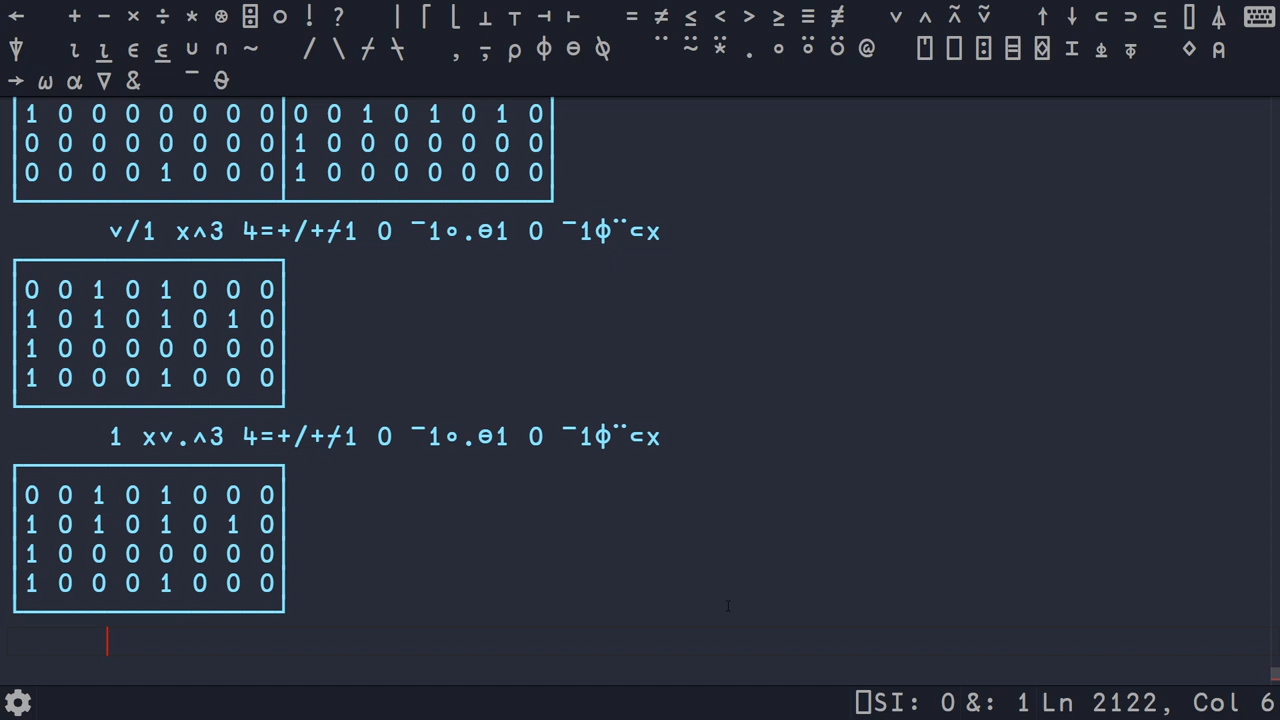 ← + - × ÷ * ⍟ ⌹ ○ ! ? | ⌈ ⌊ ⊥ ⊤ ⊣ ⊢ = ≠ ≤ < > ≥ ≡ ≢ ∨ ∧ ⍲ ⍱ ↑ ↓ ⊂ ⊃ ⊆ ⌷ ⍋
⍒ ⍳ ⍸ ∊ ⍷ ∪ ∩ ~ / \ ⌿ ⍀ , ⍪ ⍴ ⌽ ⊖ ⍉ ¨ ⍨ ⍣ . ∘ ⍤ ⍥ @ ⍞ ⎕ ⍠ ⌸ ⌺ ⌶ ⍎ ⍕ ⋄ ⍝
→ ⍵ ⍺ ∇ & ¯ ⍬
1 0 0 0 0 0 0 0 0 0 1 0 1 0 1 0
0 0 0 0 0 0 0 0 1 0 0 0 0 0 0 0
0 0 0 0 1 0 0 0 1 0 0 0 0 0 0 0
∨/1 x∧3 4=+/+⌿1 0 ¯1∘.⊖1 0 ¯1⌽¨⊂x
0 0 1 0 1 0 0 0
1 0 1 0 1 0 1 0
1 0 0 0 0 0 0 0
1 0 0 0 1 0 0 0
1 x∨.∧3 4=+/+⌿1 0 ¯1∘.⊖1 0 ¯1⌽¨⊂x
0 0 1 0 1 0 0 0
1 0 1 0 1 0 1 0
1 0 0 0 0 0 0 0
1 0 0 0 1 0 0 0
⎕SI: 0 &: 1 Ln 2122, Col 6